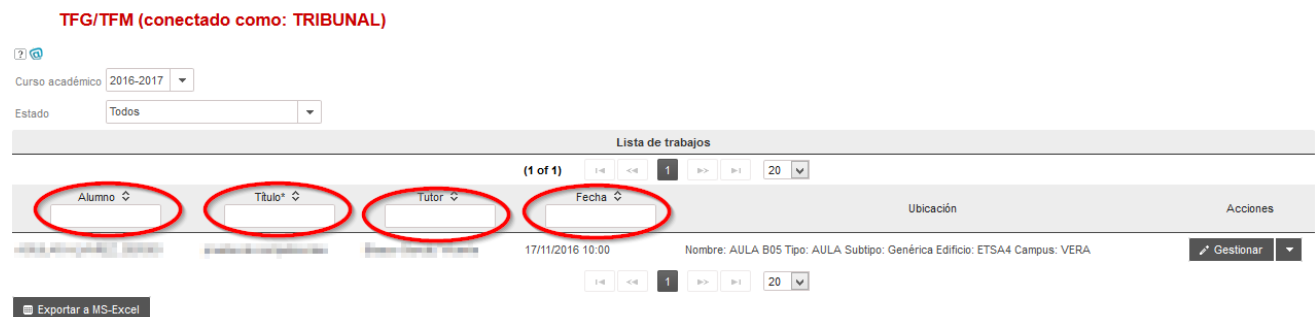 TFG/TFM (conectado como: TRIBUNAL)
?
Curso académico 2016-2017
Estado Todos
Lista de trabajos
(1 of 1) 1 20
Alumno Título* Tutor Fecha Ubicación Acciones
17/11/2016 10:00 Nombre: AULA B05 Tipo: AULA Subtipo: Genérica Edificio: ETSA4 Campus: VERA Gestionar
1 20
Exportar a MS-Excel